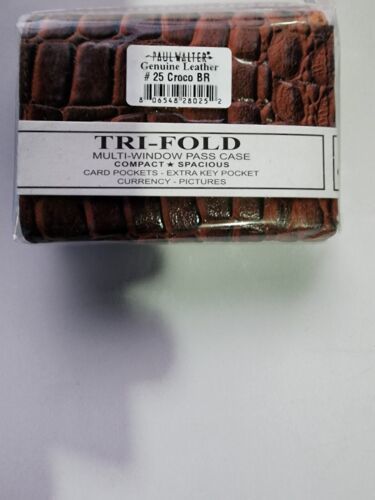 PAUL WALTER
Genuine Leather
# 25 Croco BR
8 06548 28025 2
TRI-FOLD
MULTI-WINDOW PASS CASE
COMPACT ★ SPACIOUS
CARD POCKETS - EXTRA KEY POCKET
CURRENCY - PICTURES